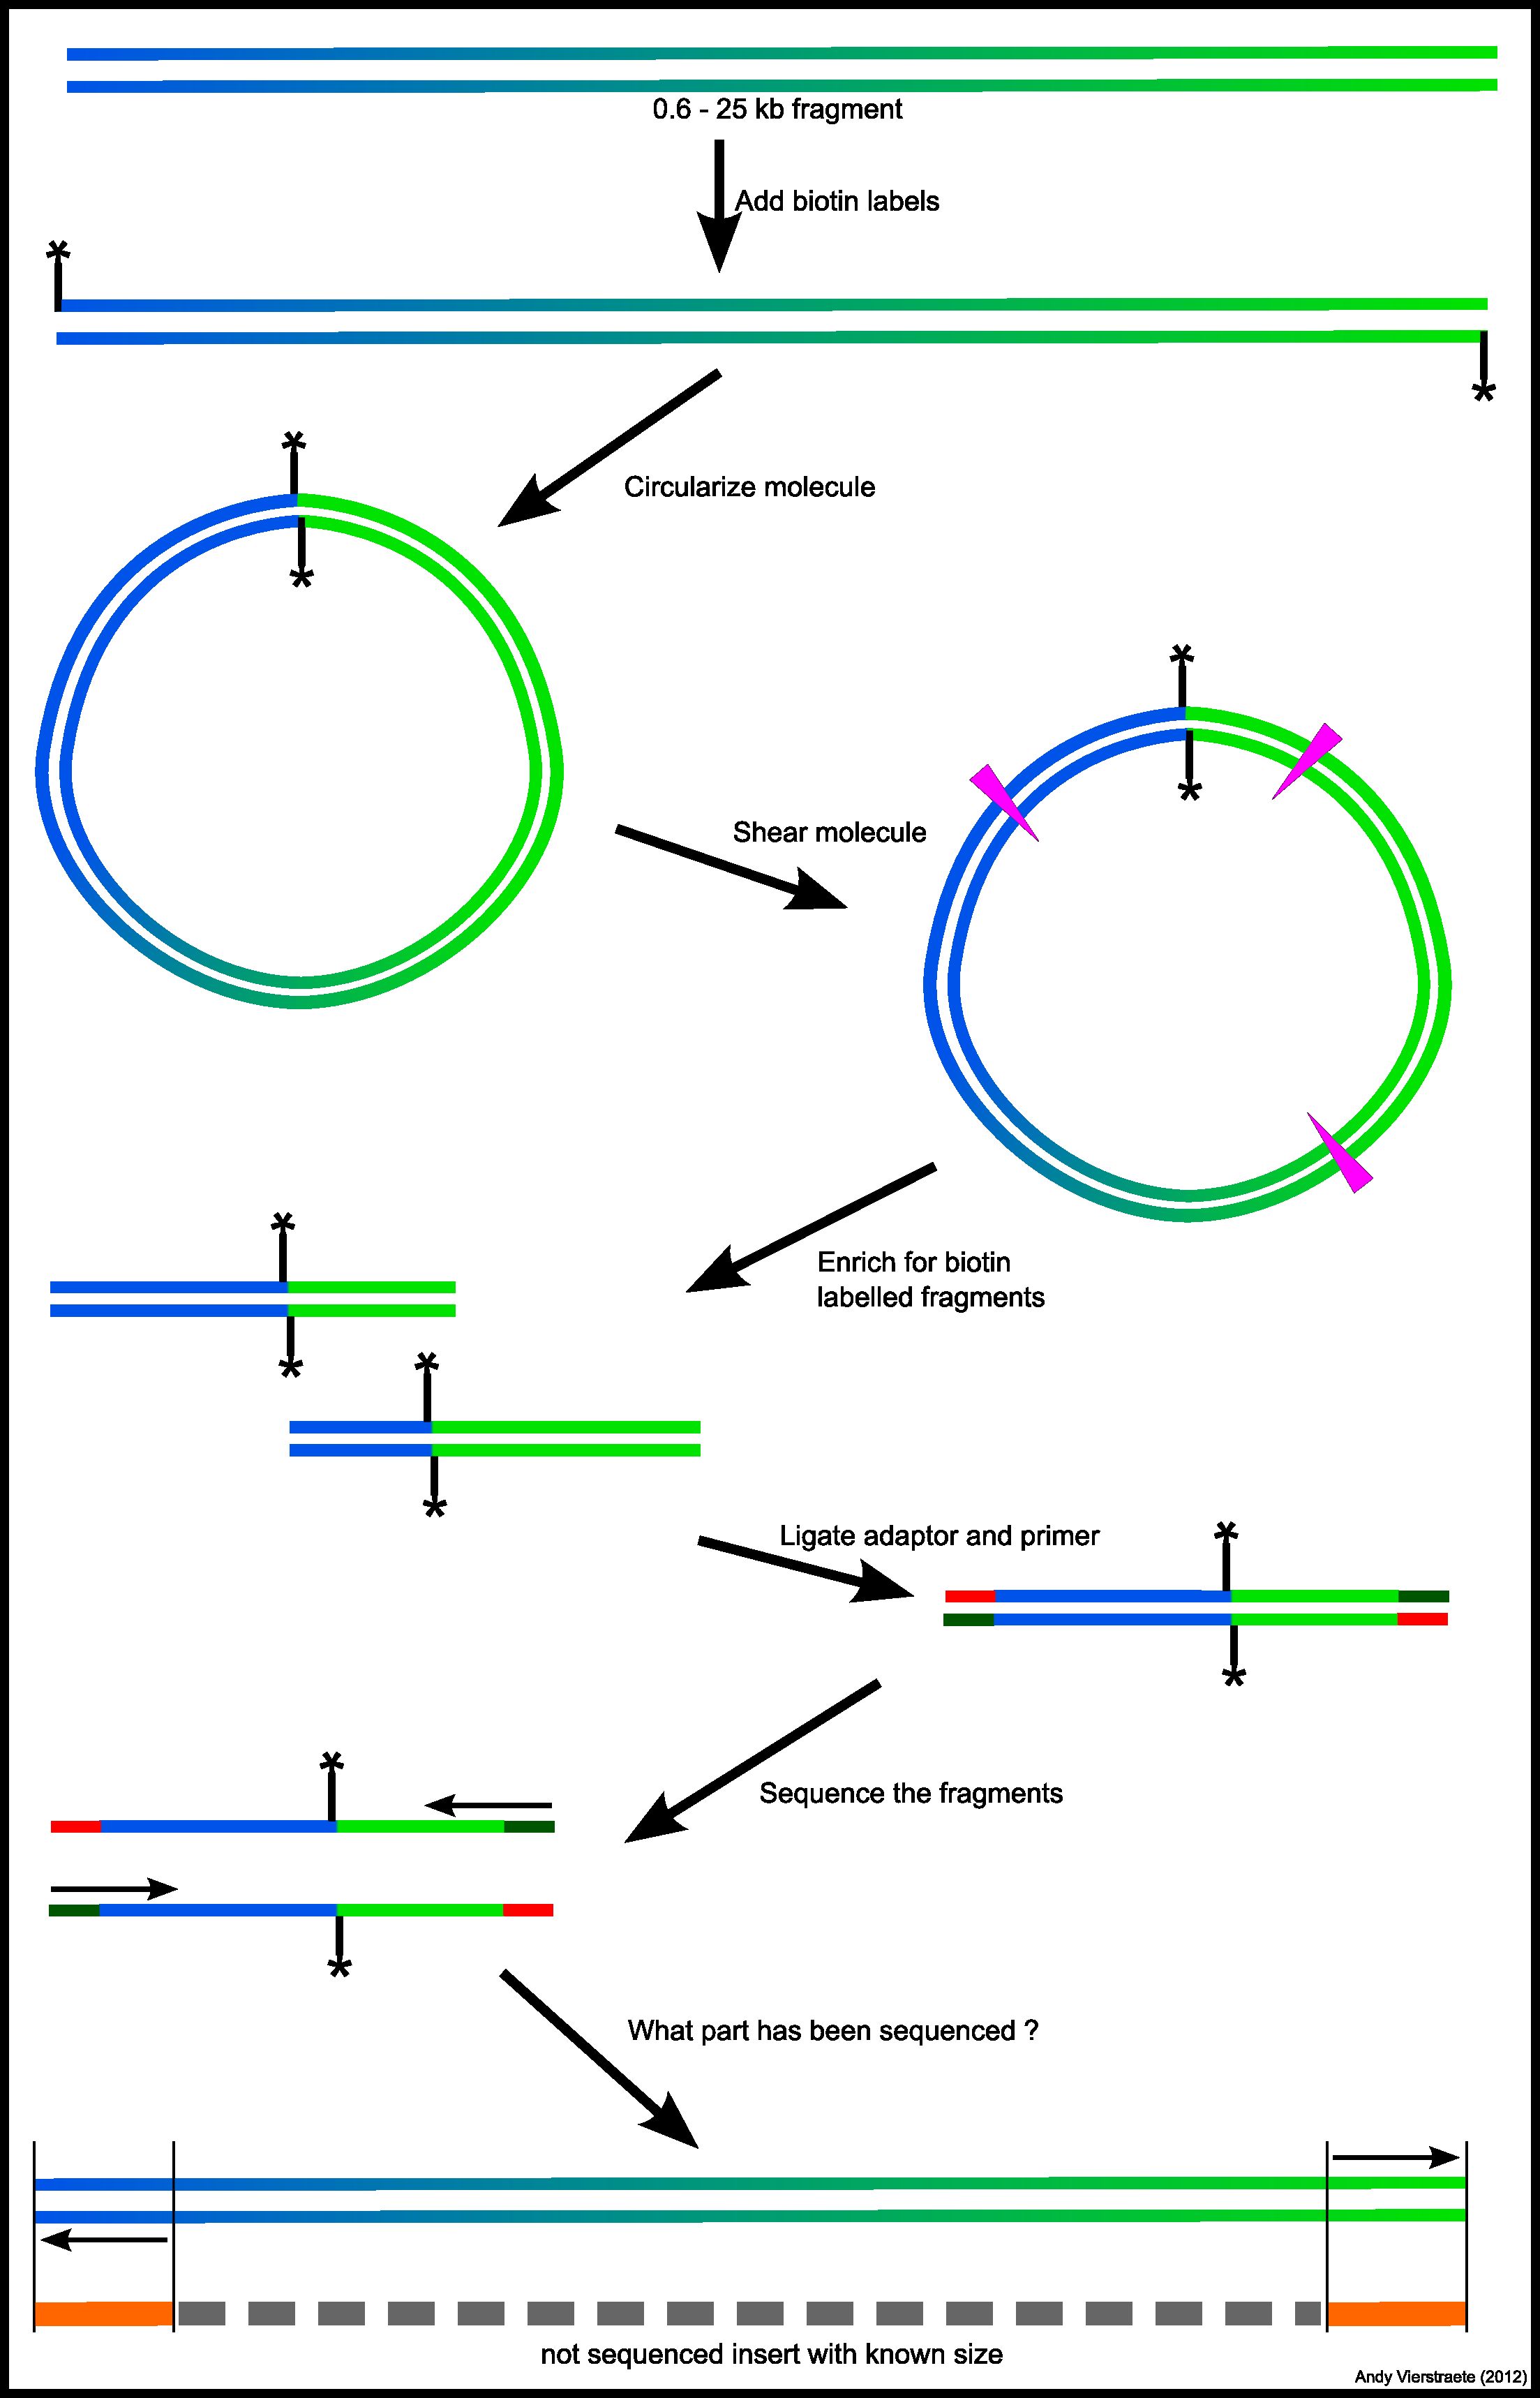 0.6 - 25 kb fragment
Add biotin labels
Circularize molecule
Shear molecule
Enrich for biotin
labelled fragments
Ligate adaptor and primer
Sequence the fragments
What part has been sequenced ?
not sequenced insert with known size
Andy Vierstraete (2012)